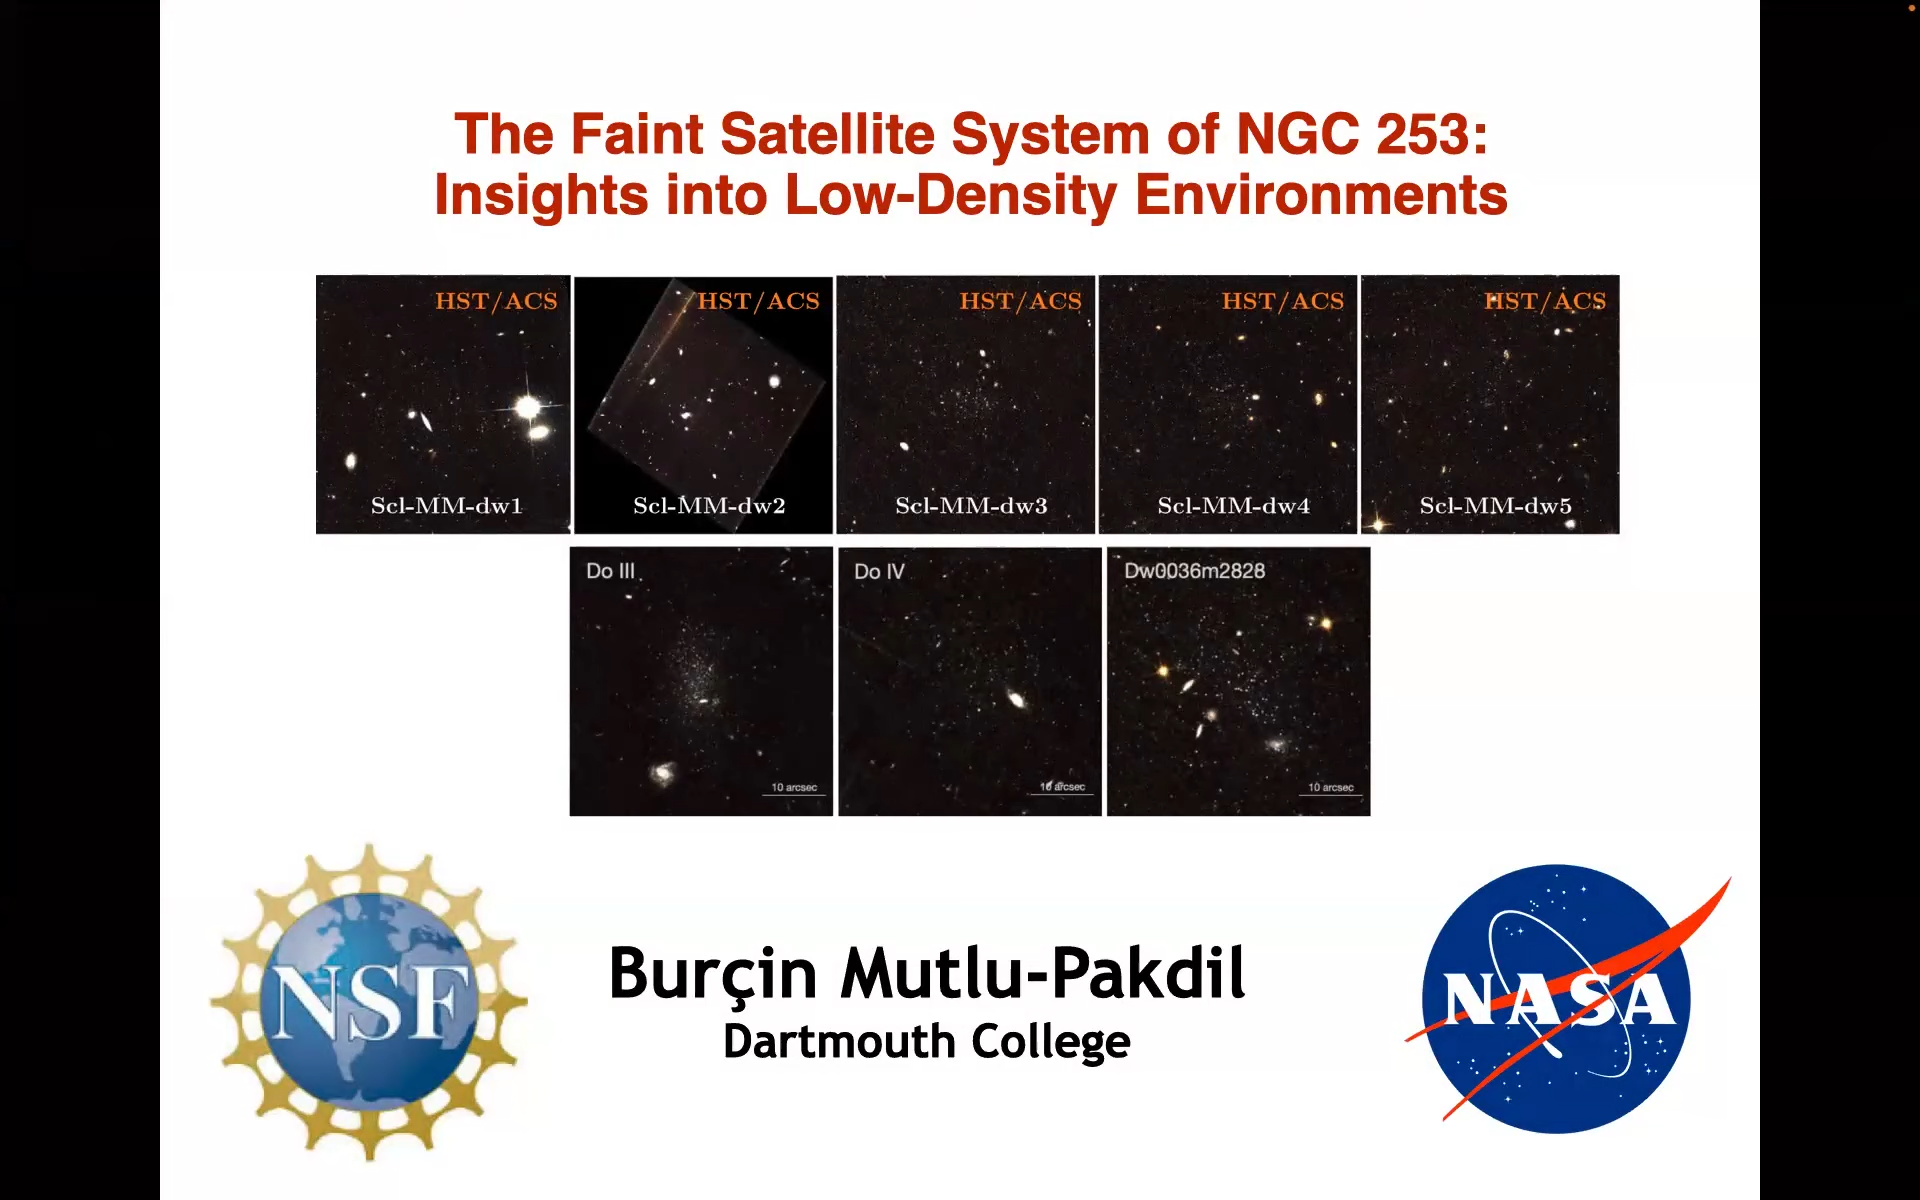 The Faint Satellite System of NGC 253:
Insights into Low-Density Environments
HST/ACS
HST/ACS
HST/ACS
HST/ACS
HST/ACS
Scl-MM-dw1
Scl-MM-dw2
Scl-MM-dw3
Scl-MM-dw4
Scl-MM-dw5
Do III
Do IV
Dw0036m2828
10 arcsec
10 arcsec
10 arcsec
NSF
Burçin Mutlu-Pakdil
Dartmouth College
NASA